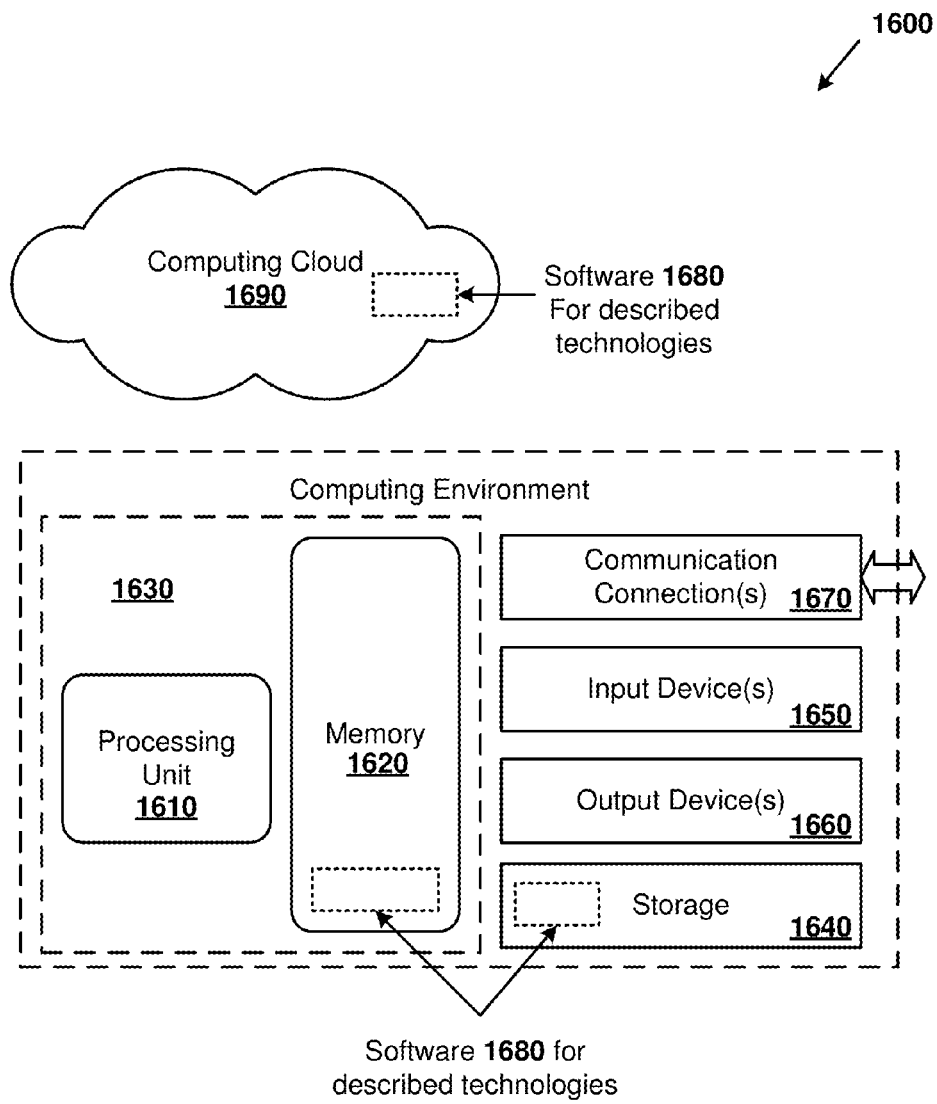 1600
Computing Cloud
1690
Software 1680
For described
technologies
Computing Environment
1630
Processing
Unit
1610
Memory
1620
Communication
Connection(s)
1670
Input Device(s)
1650
Output Device(s)
1660
Storage
1640
Software 1680 for
described technologies